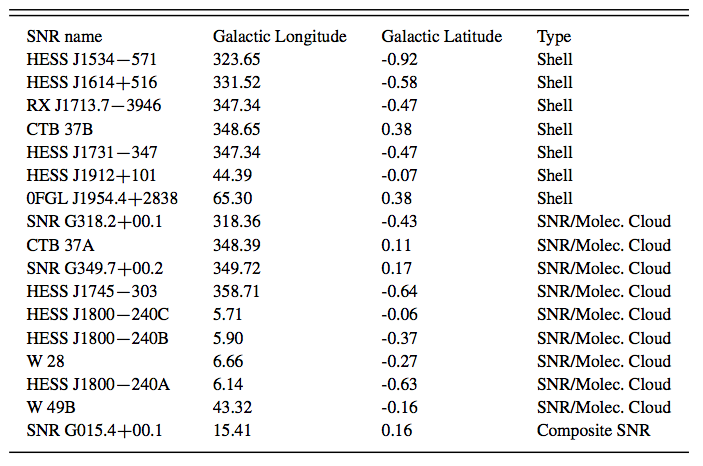 SNR name Galactic Longitude Galactic Latitude Type
HESS J1534−571 323.65 -0.92 Shell
HESS J1614+516 331.52 -0.58 Shell
RX J1713.7−3946 347.34 -0.47 Shell
CTB 37B 348.65 0.38 Shell
HESS J1731−347 347.34 -0.47 Shell
HESS J1912+101 44.39 -0.07 Shell
0FGL J1954.4+2838 65.30 0.38 Shell
SNR G318.2+00.1 318.36 -0.43 SNR/Molec. Cloud
CTB 37A 348.39 0.11 SNR/Molec. Cloud
SNR G349.7+00.2 349.72 0.17 SNR/Molec. Cloud
HESS J1745−303 358.71 -0.64 SNR/Molec. Cloud
HESS J1800−240C 5.71 -0.06 SNR/Molec. Cloud
HESS J1800−240B 5.90 -0.37 SNR/Molec. Cloud
W 28 6.66 -0.27 SNR/Molec. Cloud
HESS J1800−240A 6.14 -0.63 SNR/Molec. Cloud
W 49B 43.32 -0.16 SNR/Molec. Cloud
SNR G015.4+00.1 15.41 0.16 Composite SNR